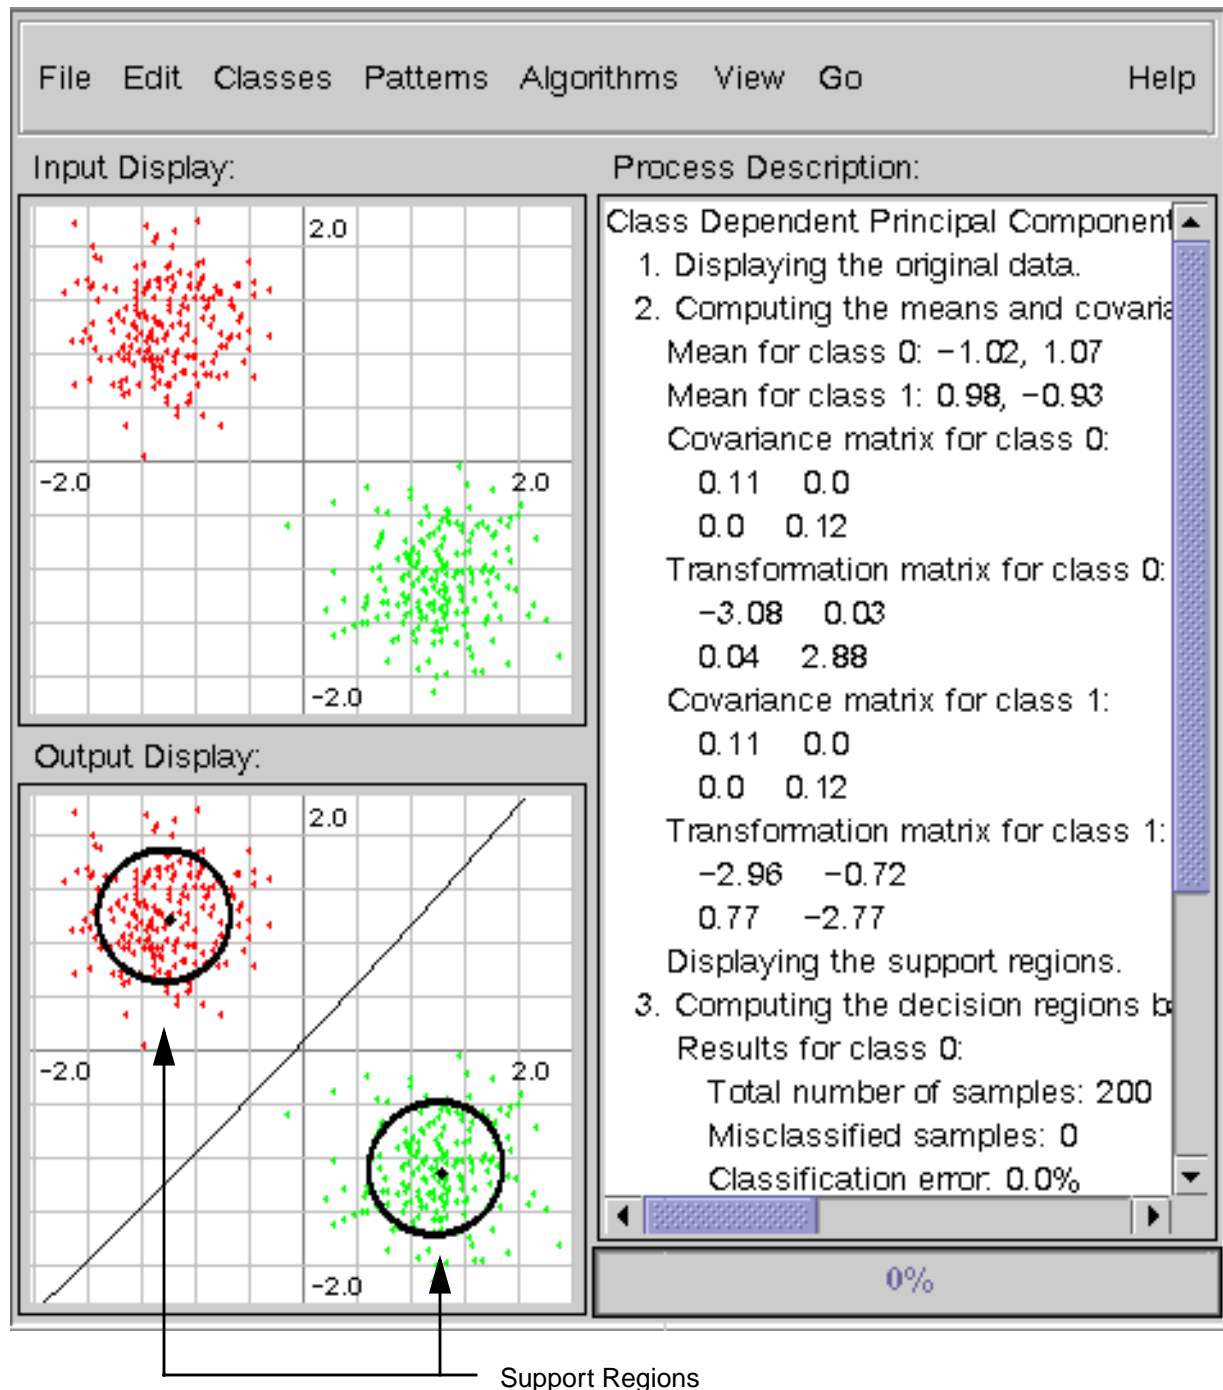 File Edit Classes Patterns Algorithms View Go Help
Input Display:
2.0
-2.0
2.0
-2.0
Output Display:
2.0
-2.0
2.0
-2.0
Process Description:
Class Dependent Principal Component
1. Displaying the original data.
2. Computing the means and covaria
Mean for class 0: -1.02, 1.07
Mean for class 1: 0.98, -0.93
Covariance matrix for class 0:
0.11 0.0
0.0 0.12
Transformation matrix for class 0:
-3.08 0.03
0.04 2.88
Covariance matrix for class 1:
0.11 0.0
0.0 0.12
Transformation matrix for class 1:
-2.96 -0.72
0.77 -2.77
Displaying the support regions.
3. Computing the decision regions b
Results for class 0:
Total number of samples: 200
Misclassified samples: 0
Classification error: 0.0%
0%
Support Regions